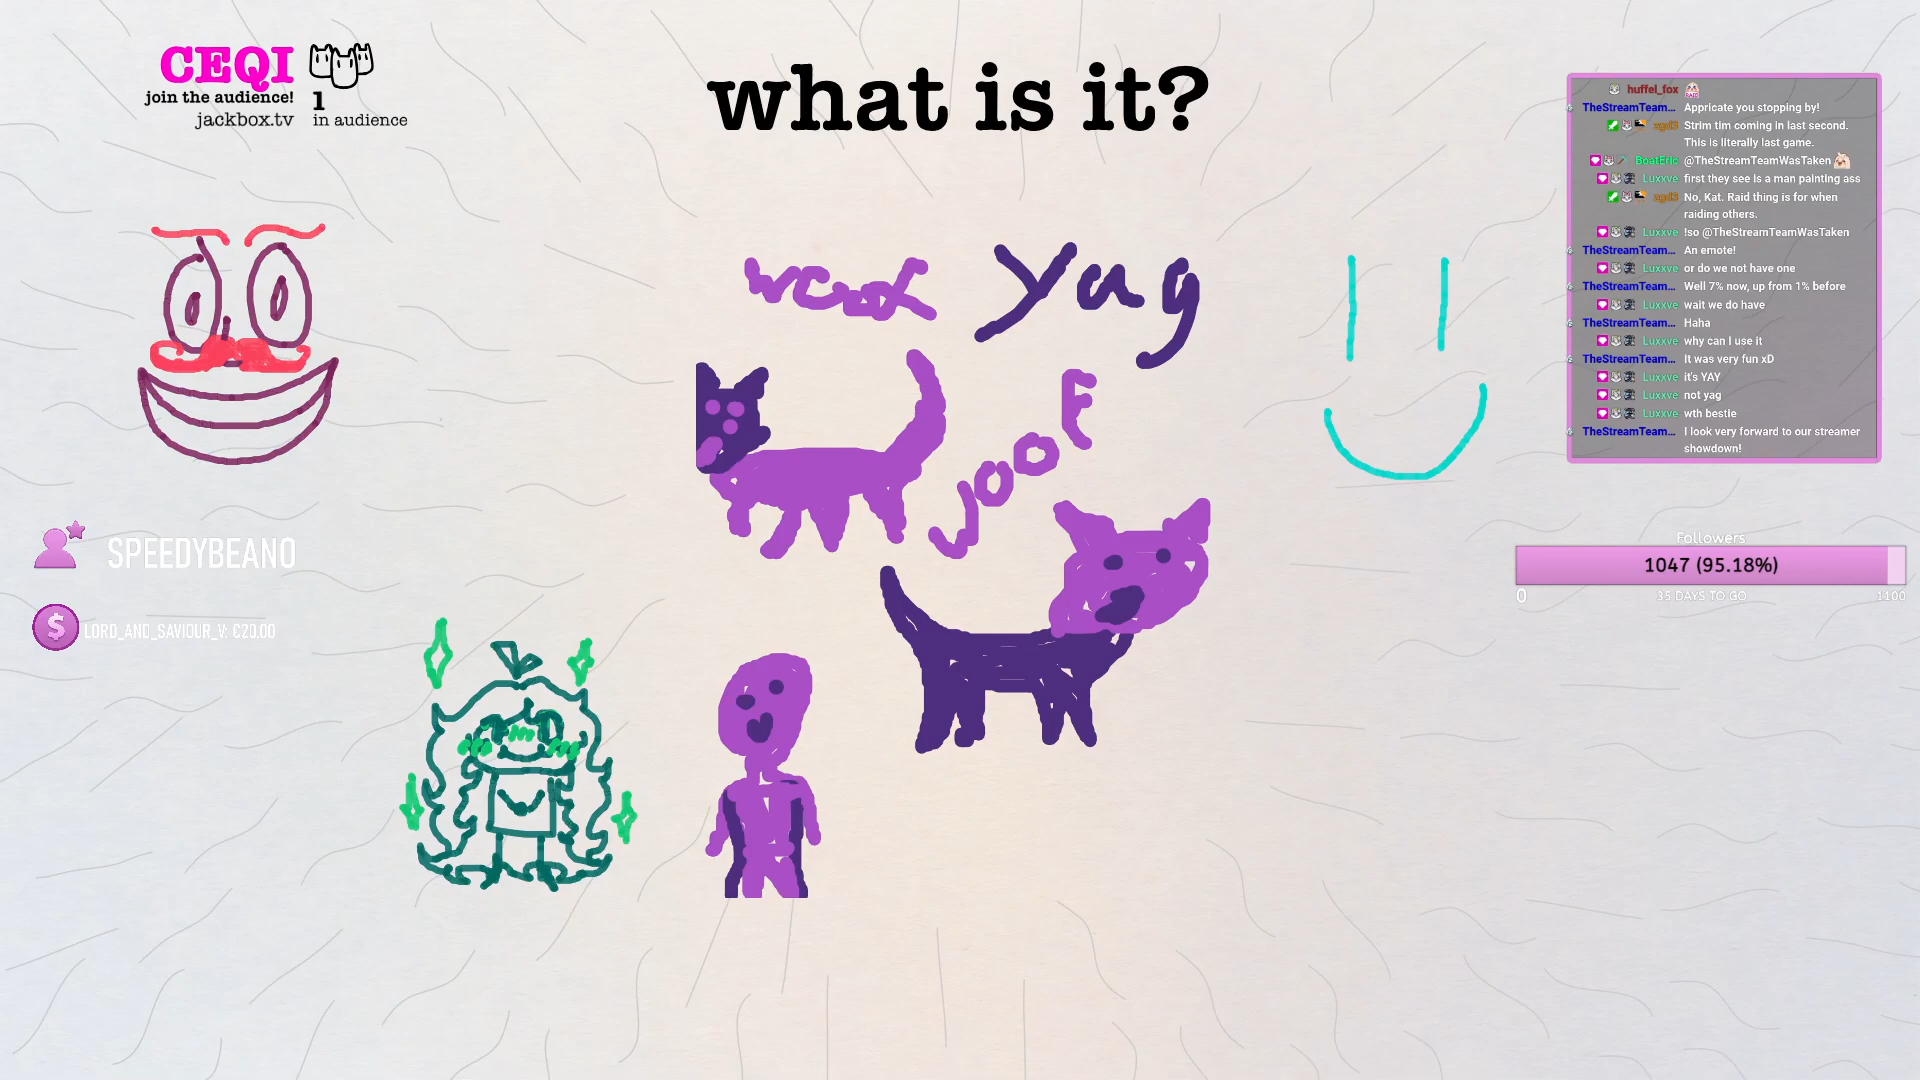 CEQI
join the audience!
jackbox.tv
1
in audience
what is it?
Yag
Joof
SPEEDYBEANO
LORD_AND_SAVIOUR_V: €20.00
huffel_fox
TheStreamTeam... Appricate you stopping by!
zgd3 Strim tim coming in last second.
This is literally last game.
BoatEric @TheStreamTeamWasTaken
Luxxve first they see is a man painting ass
zgd3 No, Kat. Raid thing is for when
raiding others.
Luxxve !so @TheStreamTeamWasTaken
TheStreamTeam... An emote!
Luxxve or do we not have one
TheStreamTeam... Well 7% now, up from 1% before
Luxxve wait we do have
TheStreamTeam... Haha
Luxxve why can I use it
TheStreamTeam... It was very fun xD
Luxxve it's YAY
Luxxve not yag
Luxxve wth bestie
TheStreamTeam... I look very forward to our streamer
showdown!
Followers
1047 (95.18%)
0
35 DAYS TO GO
1100